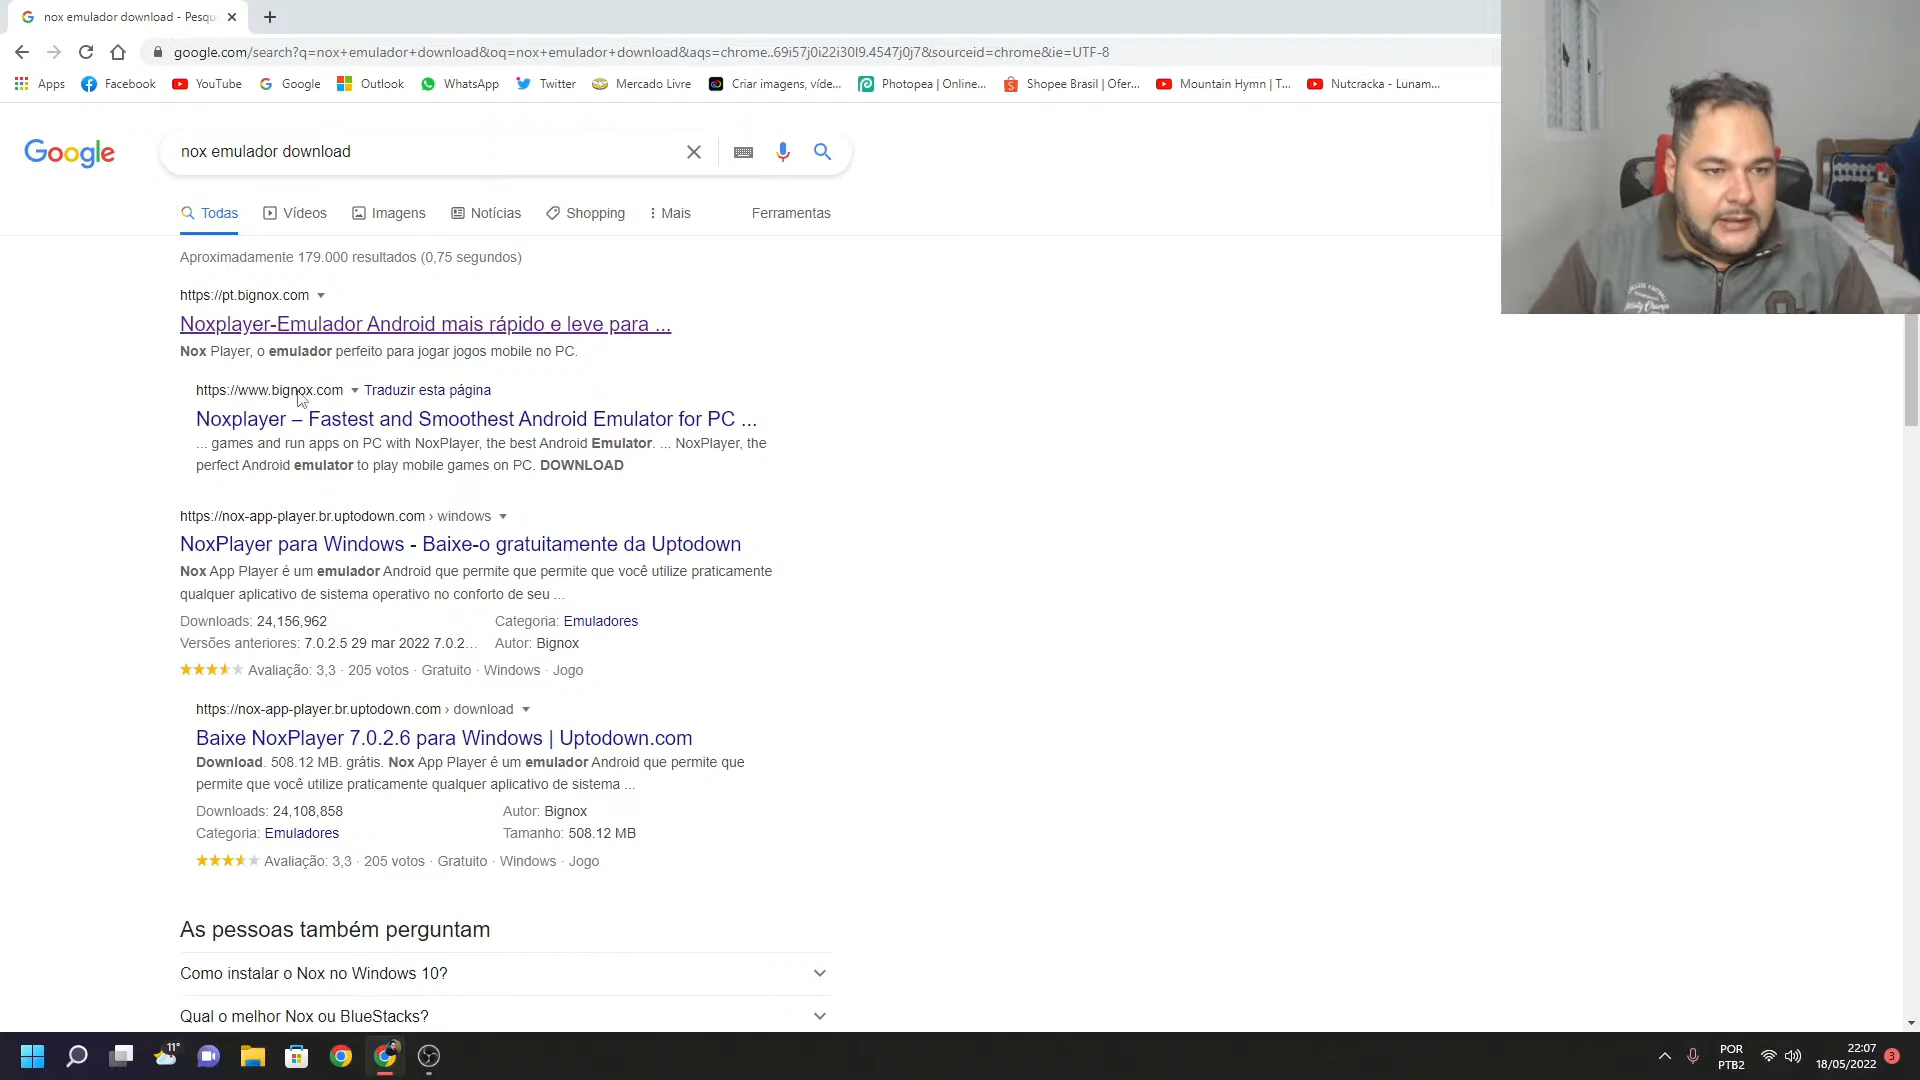 nox emulador download - Pesqu
google.com/search?q=nox+emulador+download&oq=nox+emulador+download&aqs=chrome..69i57j0i22i30l9.4547j0j7&sourceid=chrome&ie=UTF-8
Apps Facebook YouTube Google Outlook WhatsApp Twitter Mercado Livre Criar imagens, víde... Photopea | Online... Shopee Brasil | Ofer... Mountain Hymn | T... Nutcracka - Lunam...
Google
nox emulador download
Todas Vídeos Imagens Notícias Shopping Mais Ferramentas
Aproximadamente 179.000 resultados (0,75 segundos)
https://pt.bignox.com
Noxplayer-Emulador Android mais rápido e leve para ...
Nox Player, o emulador perfeito para jogar jogos mobile no PC.
https://www.bignox.com Traduzir esta página
Noxplayer – Fastest and Smoothest Android Emulator for PC ...
... games and run apps on PC with NoxPlayer, the best Android Emulator. ... NoxPlayer, the
perfect Android emulator to play mobile games on PC. DOWNLOAD
https://nox-app-player.br.uptodown.com › windows
NoxPlayer para Windows - Baixe-o gratuitamente da Uptodown
Nox App Player é um emulador Android que permite que permite que você utilize praticamente
qualquer aplicativo de sistema operativo no conforto de seu ...
Downloads: 24,156,962 Categoria: Emuladores
Versões anteriores: 7.0.2.5 29 mar 2022 7.0.2... Autor: Bignox
Avaliação: 3,3 · 205 votos · Gratuito · Windows · Jogo
https://nox-app-player.br.uptodown.com › download
Baixe NoxPlayer 7.0.2.6 para Windows | Uptodown.com
Download. 508.12 MB. grátis. Nox App Player é um emulador Android que permite que
permite que você utilize praticamente qualquer aplicativo de sistema ...
Downloads: 24,108,858 Autor: Bignox
Categoria: Emuladores Tamanho: 508.12 MB
Avaliação: 3,3 · 205 votos · Gratuito · Windows · Jogo
As pessoas também perguntam
Como instalar o Nox no Windows 10?
Qual o melhor Nox ou BlueStacks?
11°
POR 22:07
PTB2 18/05/2022 3